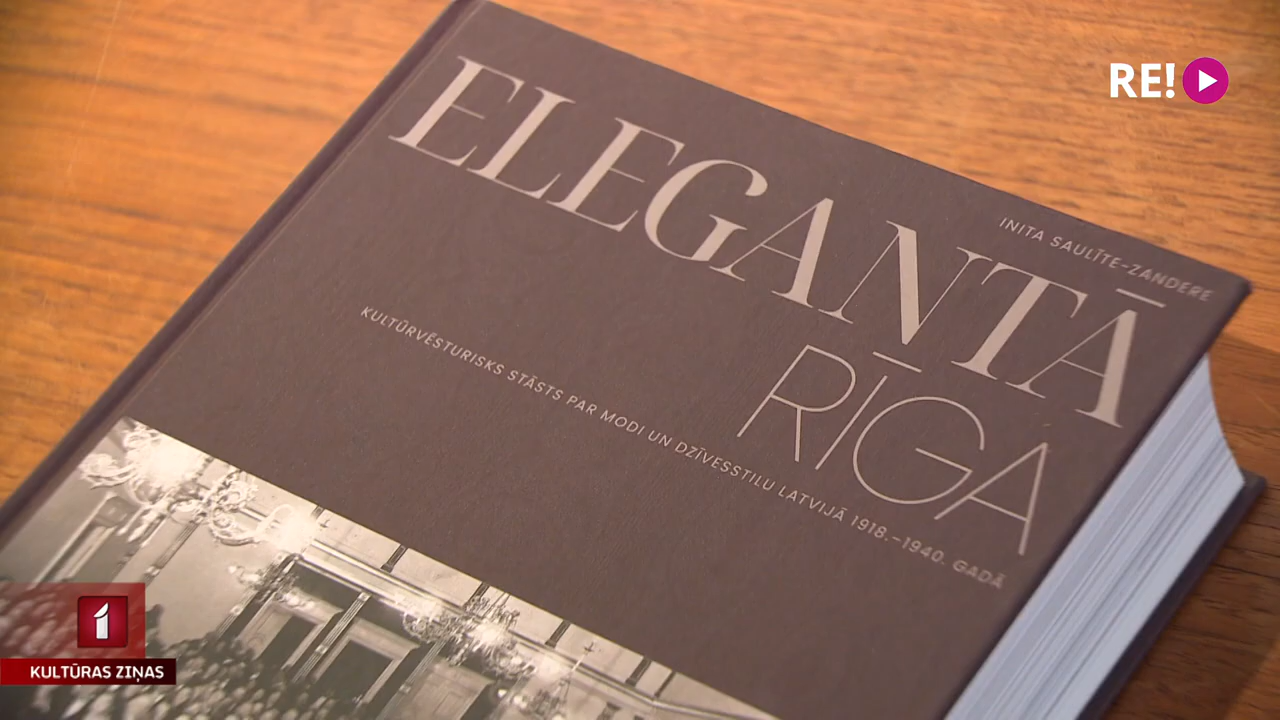 RE!
INITA SAULĪTE-ZANDERE
ELEGANTĀ
RĪGA
KULTŪRVĒSTURISKS STĀSTS PAR MODI UN DZĪVESSTILU LATVIJĀ 1918.–1940. GADĀ
1
KULTŪRAS ZIŅAS